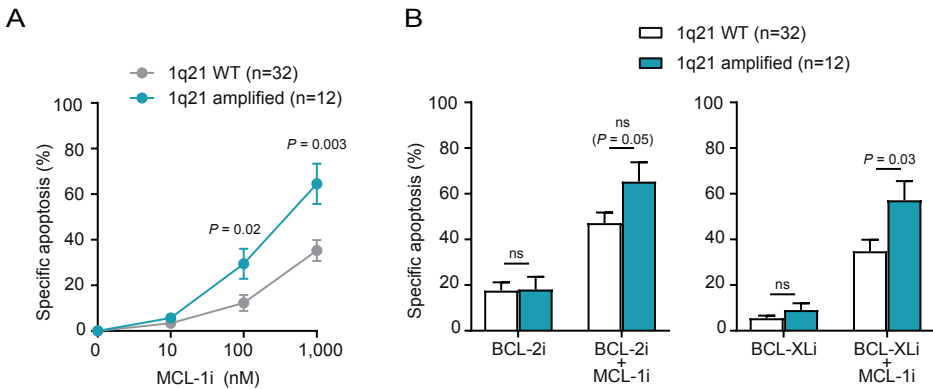 A
1q21 WT (n=32)
1q21 amplified (n=12)
Specific apoptosis (%)
100
80
60
40
20
0
P = 0.003
P = 0.02
0
10
100
1,000
MCL-1i (nM)
B
1q21 WT (n=32)
1q21 amplified (n=12)
Specific apoptosis (%)
100
80
60
40
20
0
ns
ns
(P = 0.05)
BCL-2i
BCL-2i
+
MCL-1i
100
80
60
40
20
0
ns
P = 0.03
BCL-XLi
BCL-XLi
+
MCL-1i